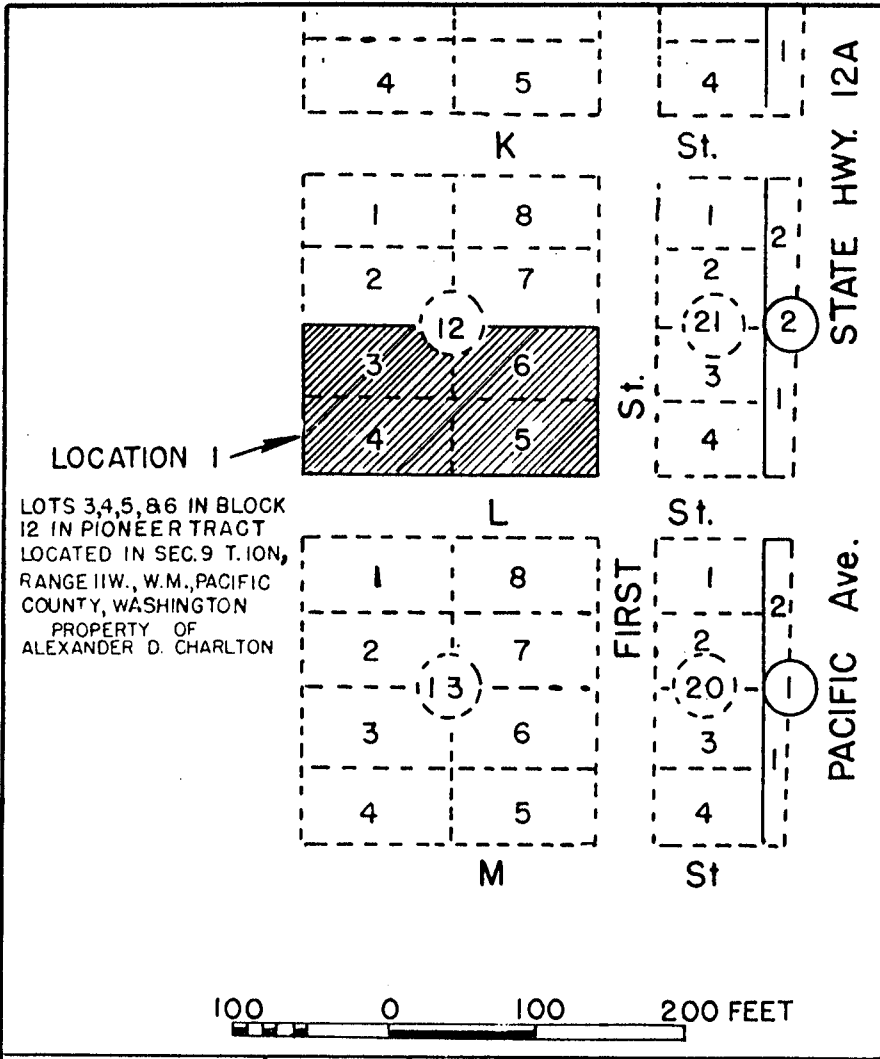 4 5 4 1
K St.
STATE HWY. 12A
1 8 1 2
2 7 2
12 21 2
3 6 3
St.
1
4 5 4
LOCATION 1
LOTS 3,4,5,&6 IN BLOCK
12 IN PIONEER TRACT
LOCATED IN SEC.9 T.10N,
RANGE 11W., W.M., PACIFIC
COUNTY, WASHINGTON
PROPERTY OF
ALEXANDER D. CHARLTON
L St.
1 8 1
FIRST
2
PACIFIC Ave.
2 7 2
13 20 1
3 6 3
1
4 5 4
M St
100 0 100 200 FEET